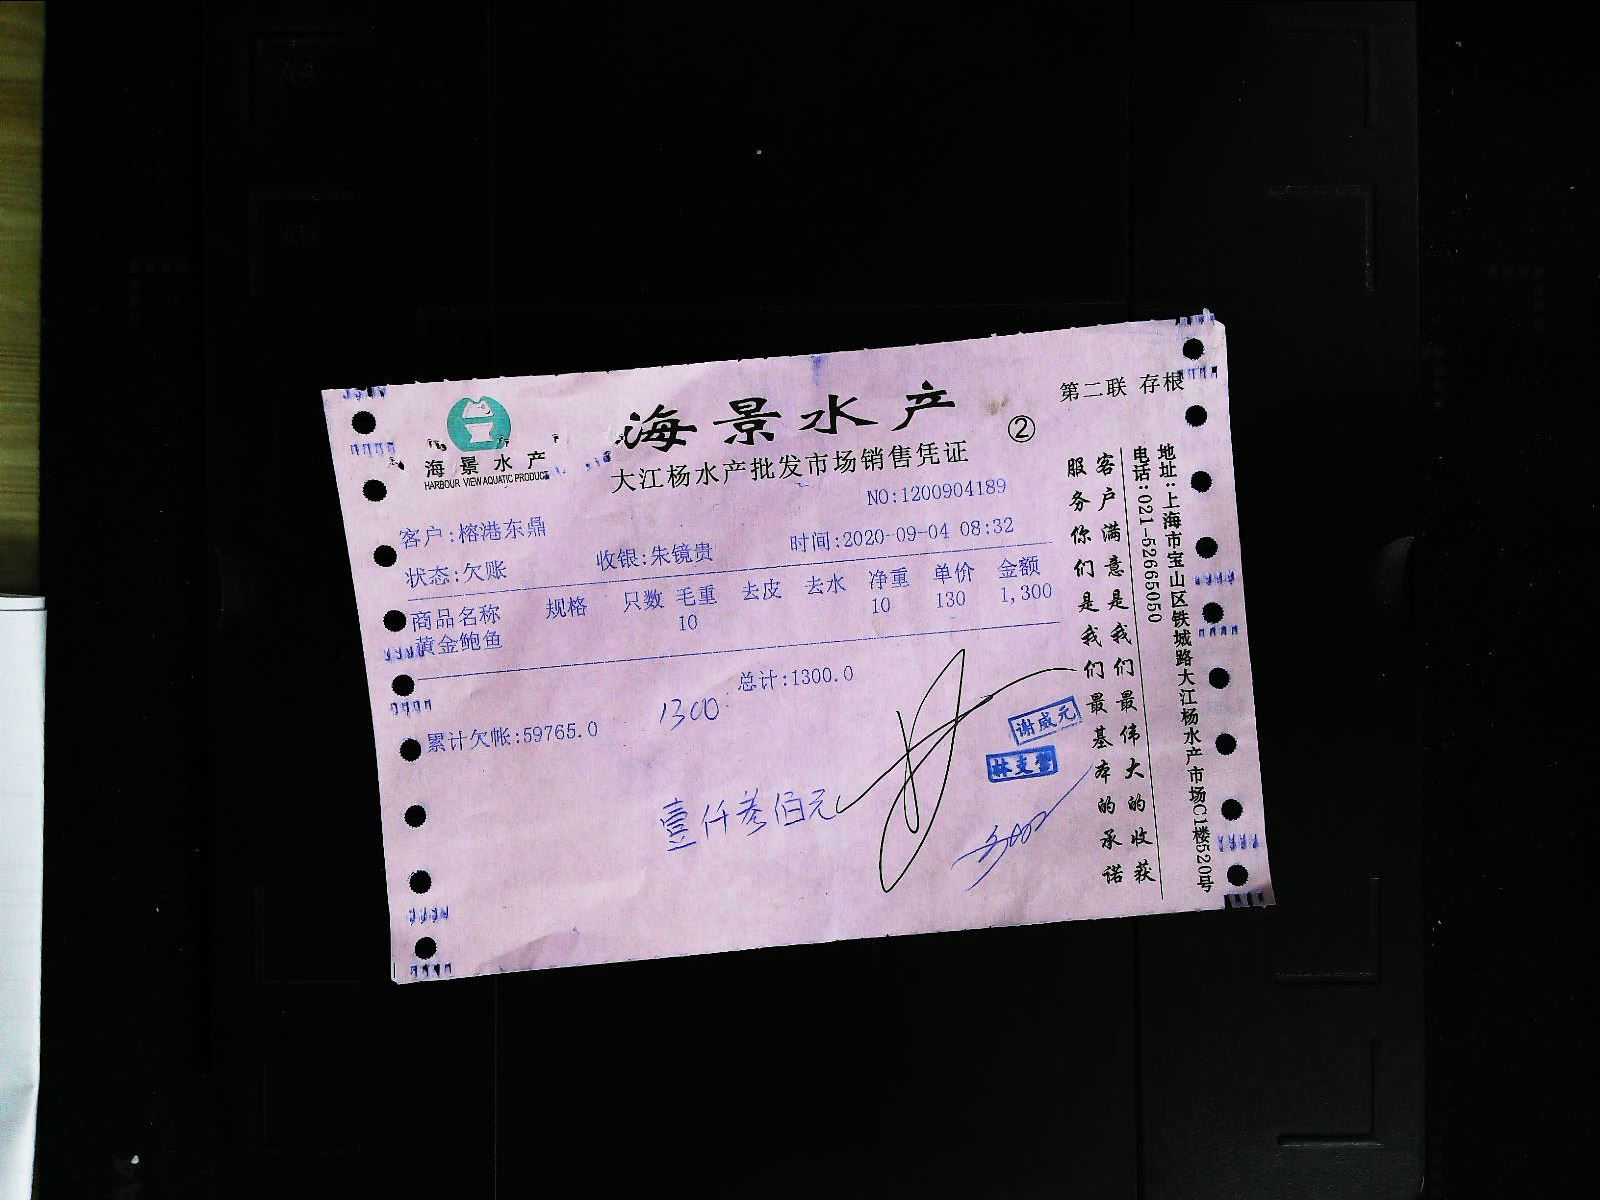 第二联 存根
海景水产
②
海景水产
HARBOUR VIEW AQUATIC PRODUCT
大江杨水产批发市场销售凭证
NO:1200904189
客户:榕港东鼎
状态:欠账 收银:朱镜贵 时间:2020-09-04 08:32
商品名称 规格 只数 毛重 去皮 去水 净重 单价 金额
黄金鲍鱼 10 10 130 1,300
总计:1300.0
1300
累计欠帐:59765.0
壹仟叁佰元
谢威元
客户满意是我们最伟大的收获
服务你们是我们最基本的承诺
地址:上海市宝山区铁城路大江杨水产市场C1楼520号
电话:021-52665050